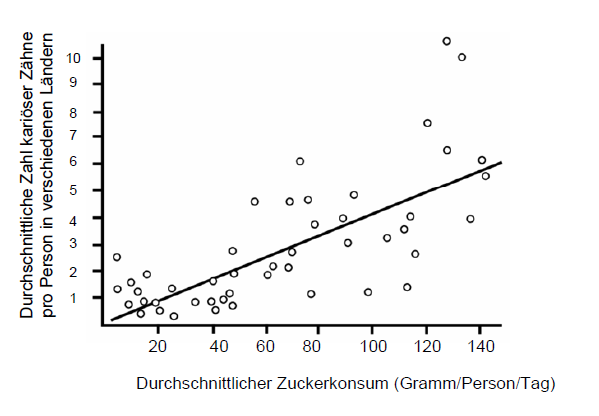 Durchschnittliche Zahl kariöser Zähne
pro Person in verschiedenen Ländern
10
9
8
7
6
5
4
3
2
1
20 40 60 80 100 120 140
Durchschnittlicher Zuckerkonsum (Gramm/Person/Tag)